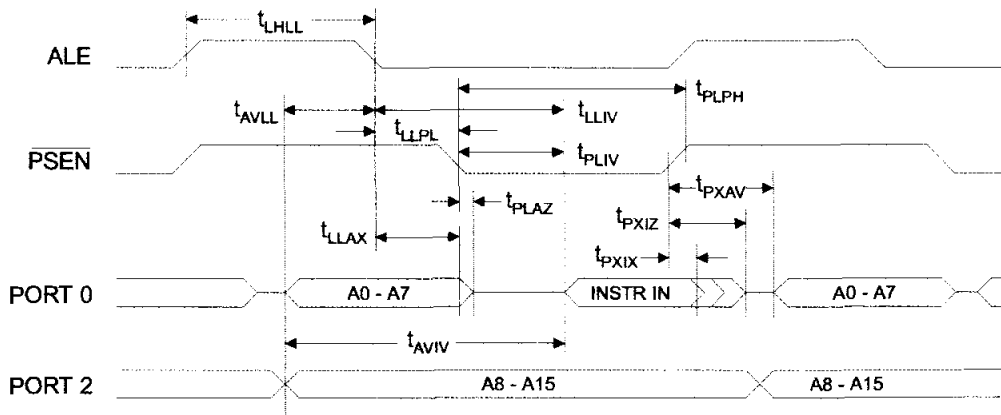 tLHLL
ALE
tPLPH
tAVLL
tLLIV
tLLPL
PSEN
tPLIV
tPXAV
tPLAZ
tLLAX
tPXIZ
tPXIX
PORT 0
A0 - A7
INSTR IN
A0 - A7
tAVIV
PORT 2
A8 - A15
A8 - A15